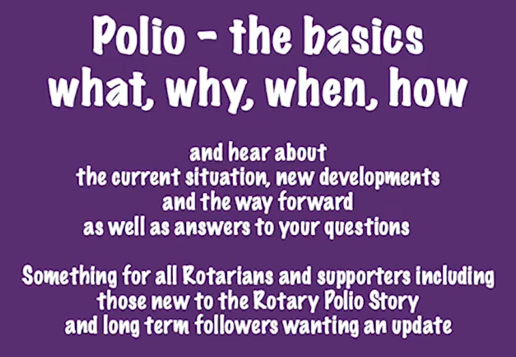 Polio - the basics
what, why, when, how
and hear about
the current situation, new developments
and the way forward
as well as answers to your questions
Something for all Rotarians and supporters including
those new to the Rotary Polio Story
and long term followers wanting an update